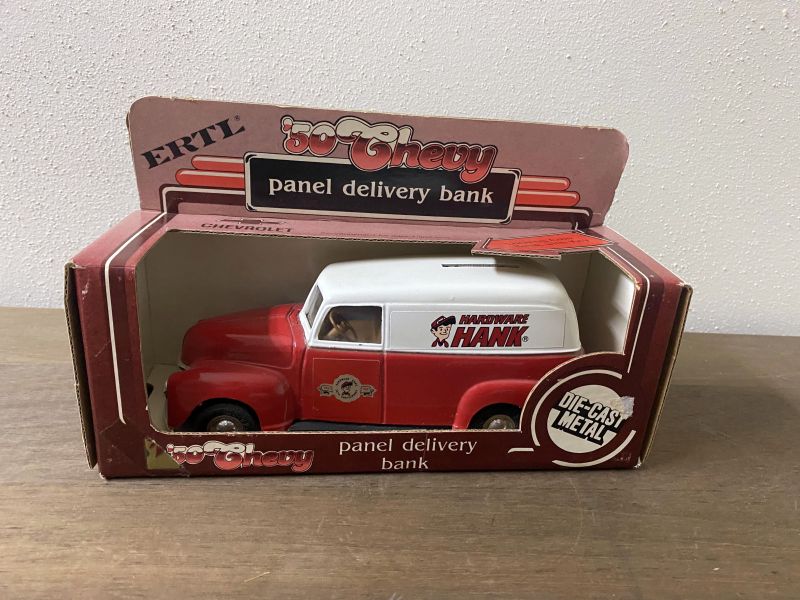 ERTL®
'50 Chevy
panel delivery bank
CHEVROLET
HARDWARE
HANK®
DIE-CAST
METAL
'50 Chevy
panel delivery
bank